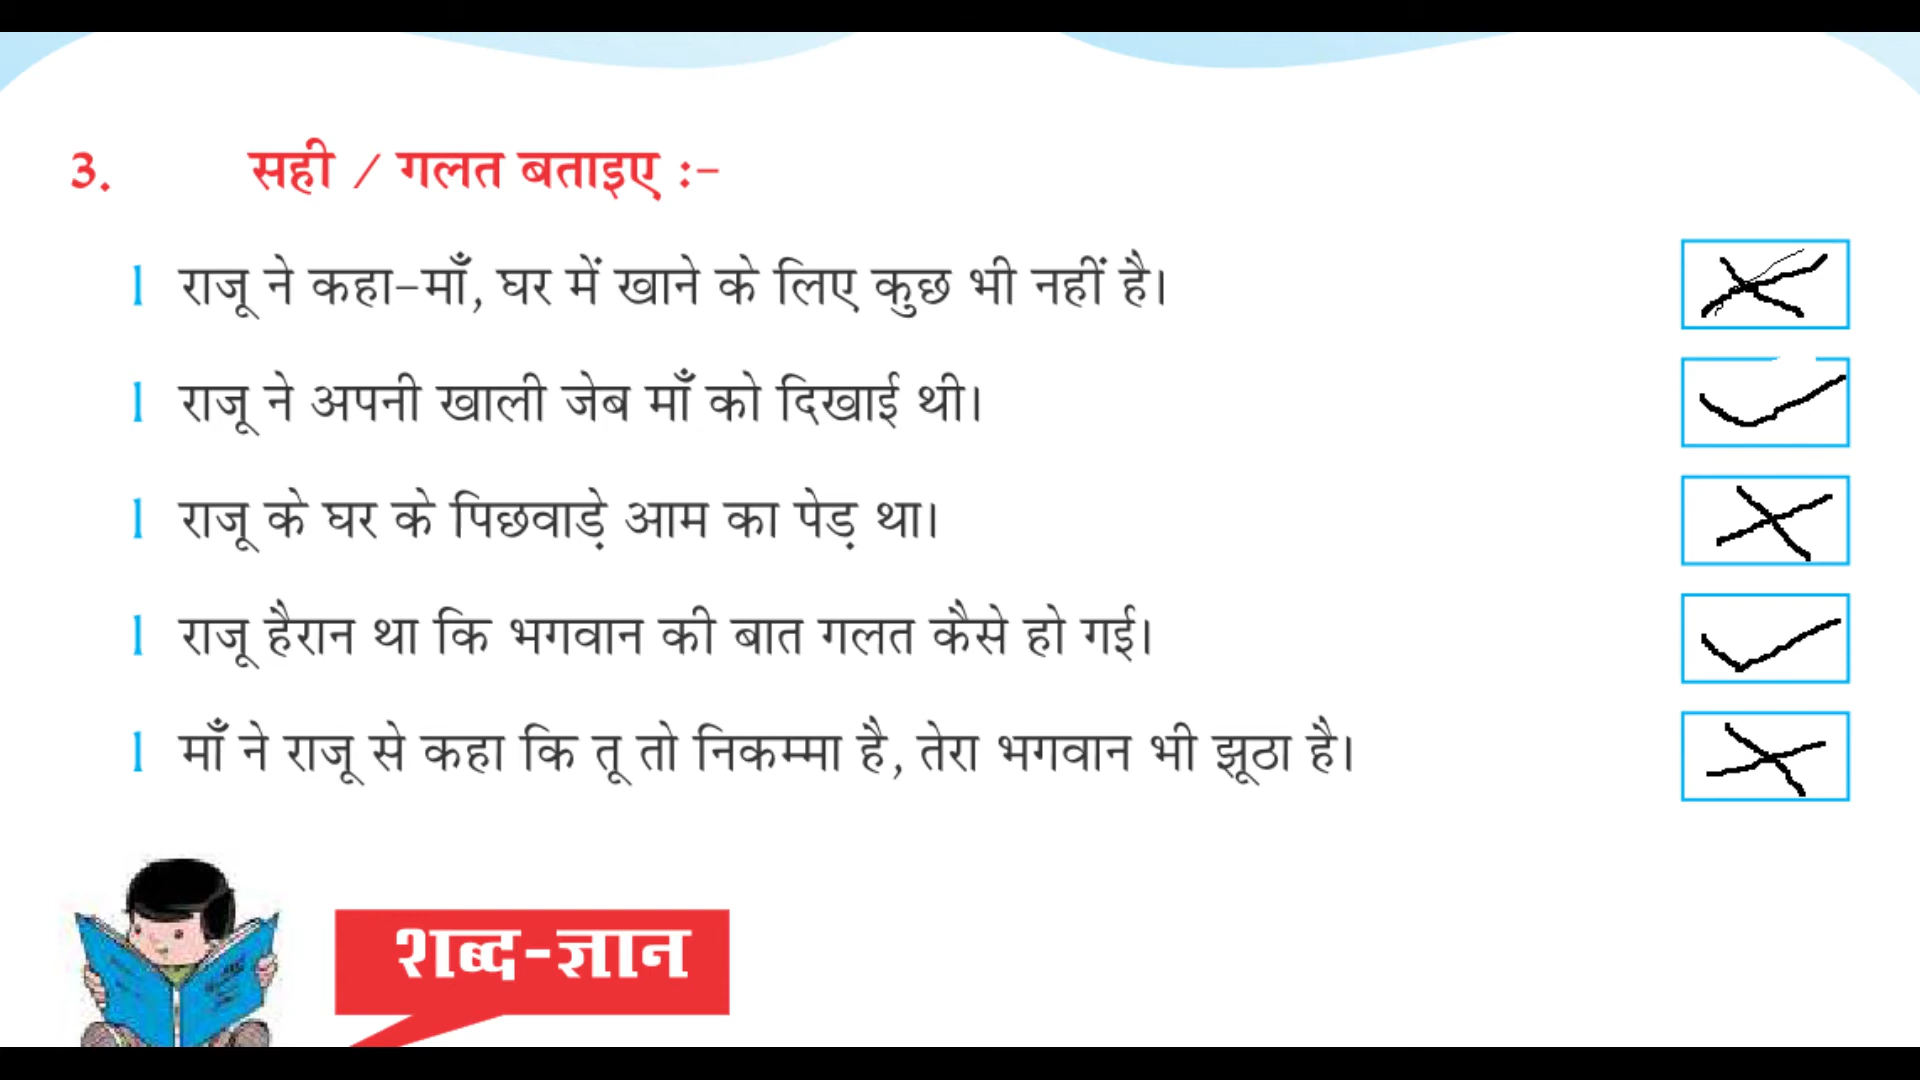 3. सही / गलत बताइए :-
l राजू ने कहा-माँ, घर में खाने के लिए कुछ भी नहीं है।
l राजू ने अपनी खाली जेब माँ को दिखाई थी।
l राजू के घर के पिछवाड़े आम का पेड़ था।
l राजू हैरान था कि भगवान की बात गलत कैसे हो गई।
l माँ ने राजू से कहा कि तू तो निकम्मा है, तेरा भगवान भी झूठा है।
शब्द-ज्ञान